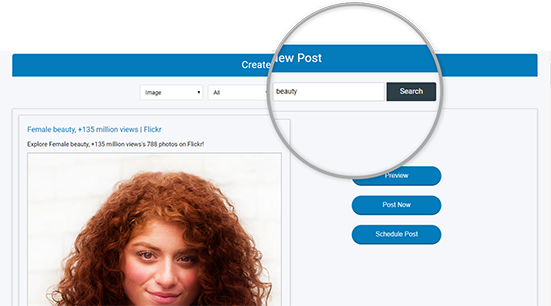 Create New Post
Image All beauty Search
Female beauty, +135 million views | Flickr
Explore Female beauty, +135 million views's 788 photos on Flickr!
Preview
Post Now
Schedule Post